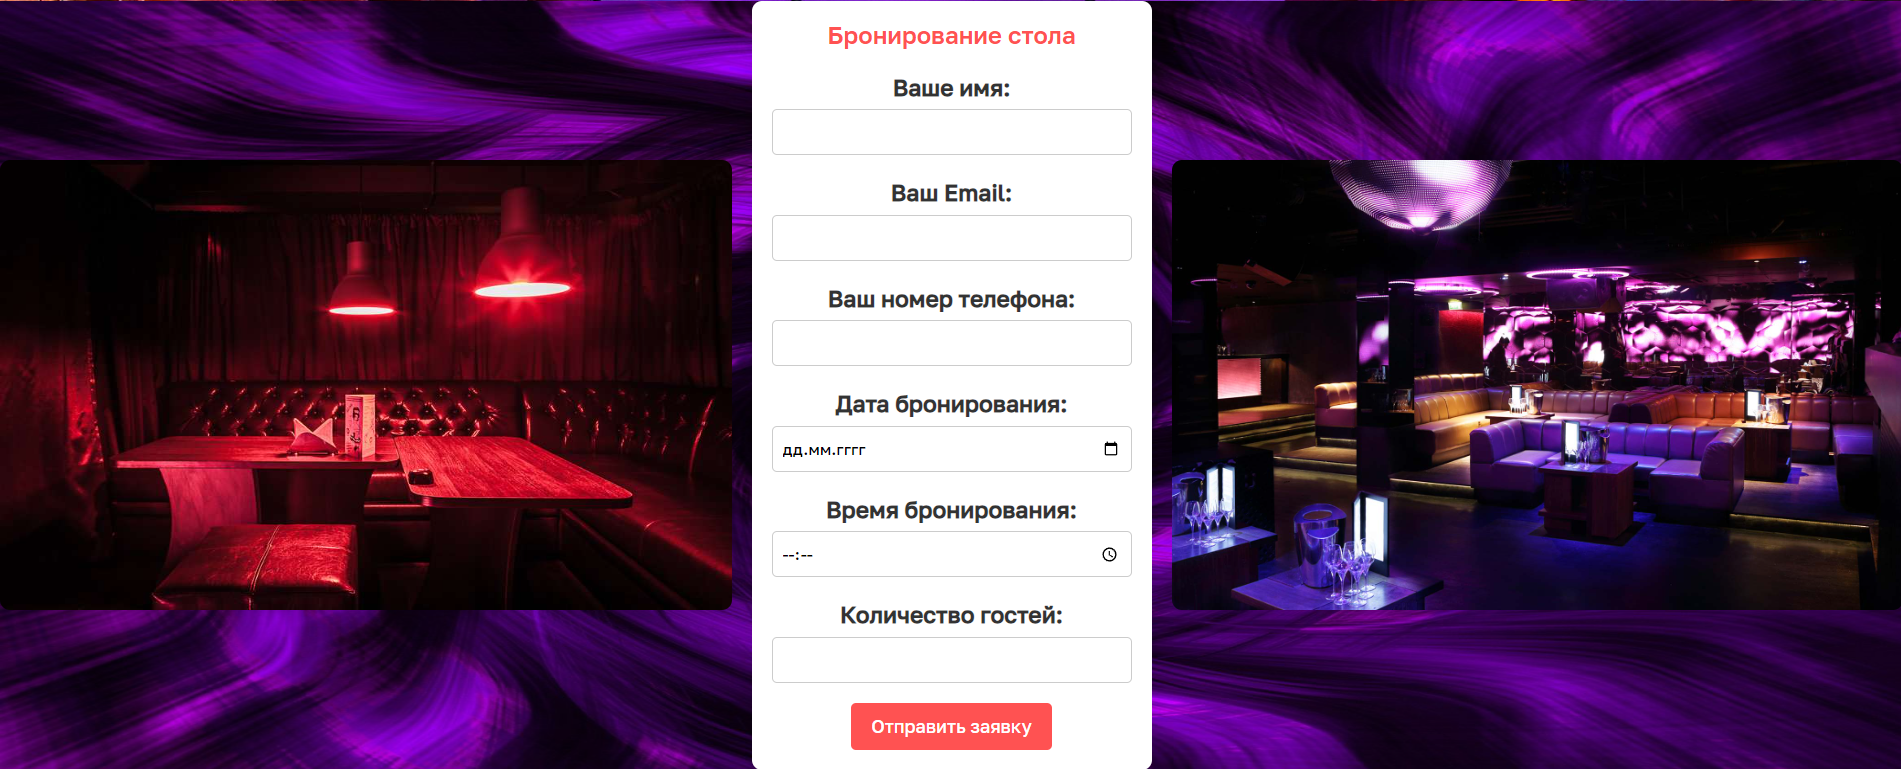 Бронирование стола
Ваше имя:
Ваш Email:
Ваш номер телефона:
Дата бронирования:
дд.мм.гггг
Время бронирования:
--:--
Количество гостей:
Отправить заявку